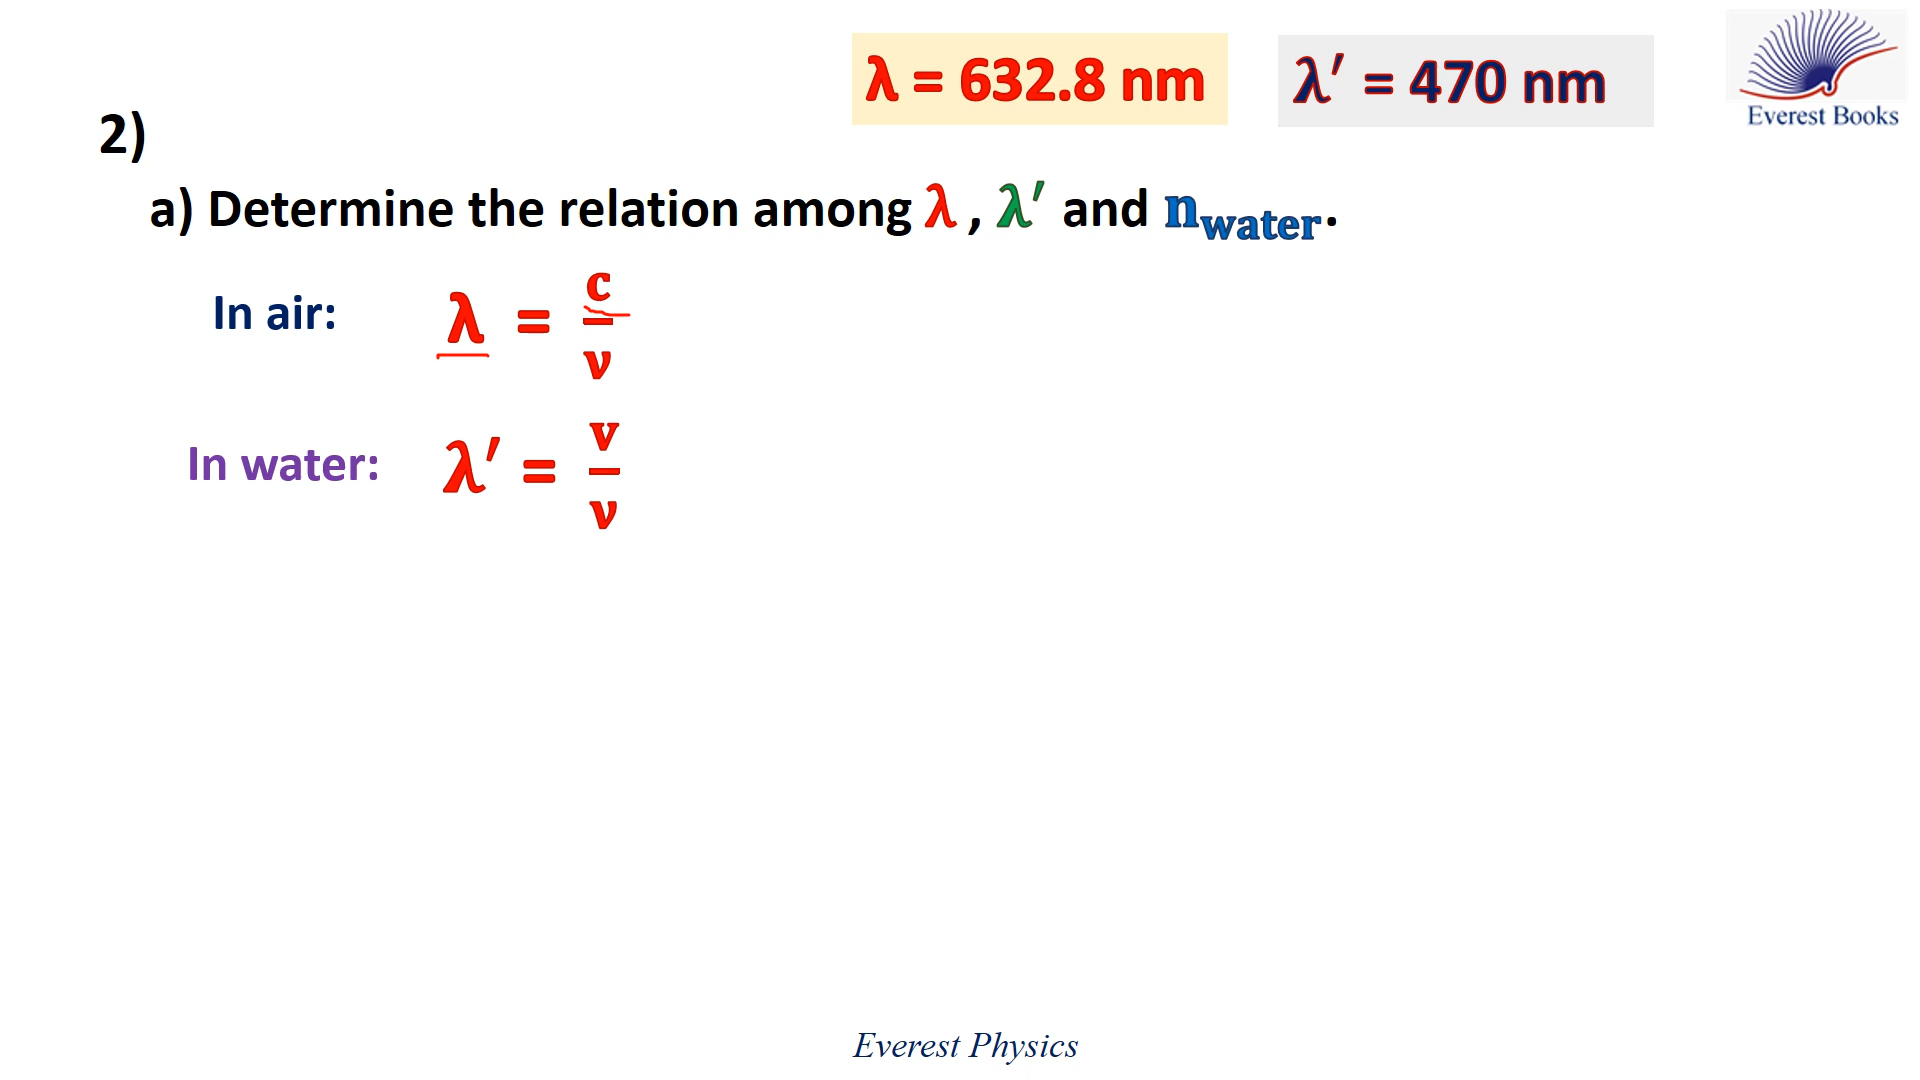 λ = 632.8 nm
λ′ = 470 nm
Everest Books
2)
a) Determine the relation among λ , λ′ and n_water.
In air: λ = c/ν
In water: λ′ = v/ν
Everest Physics